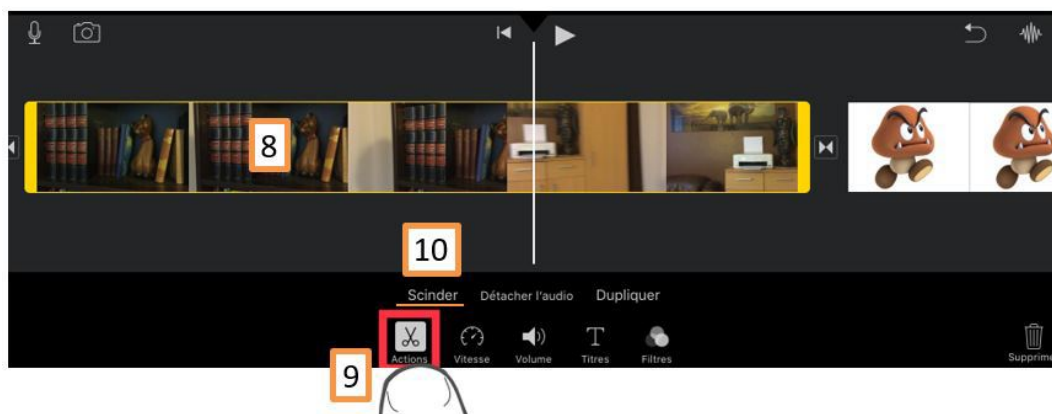 8
10
Scinder Détacher l'audio Dupliquer
Actions Vitesse Volume Titres Filtres Supprime
9